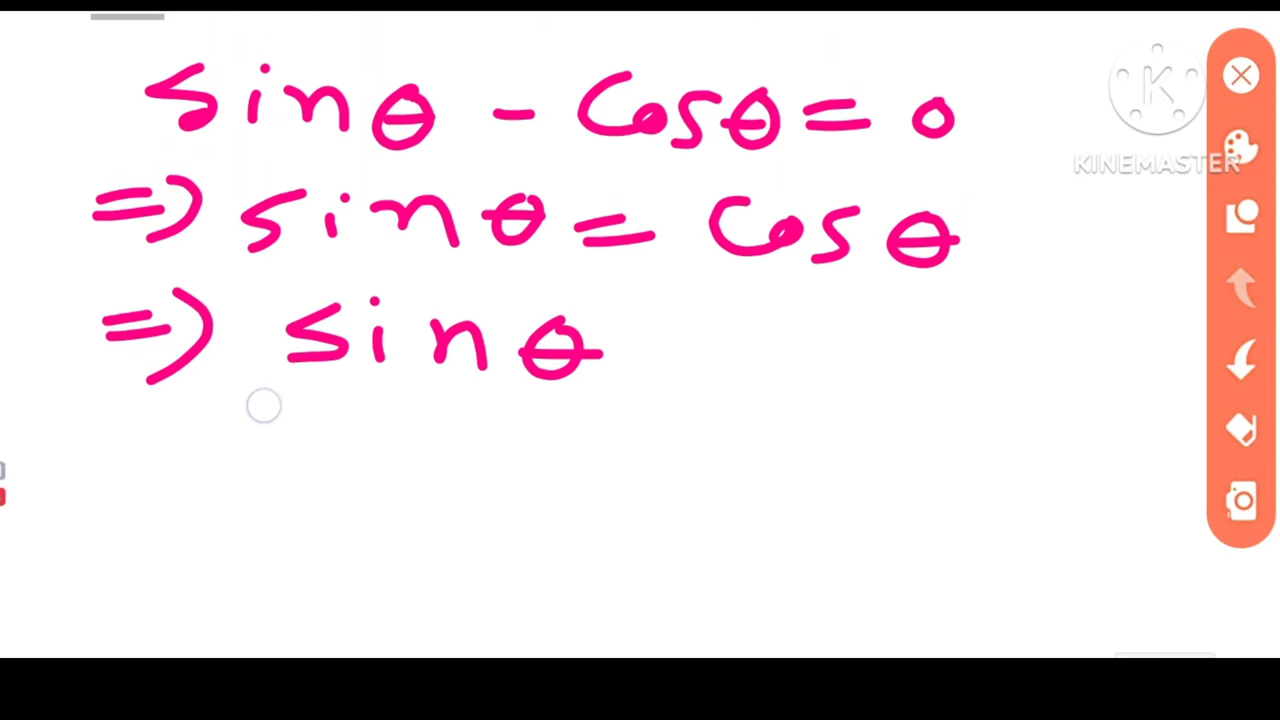 sinθ - cosθ = 0
KINEMASTER
⇒ sinθ = cosθ
⇒ sinθ